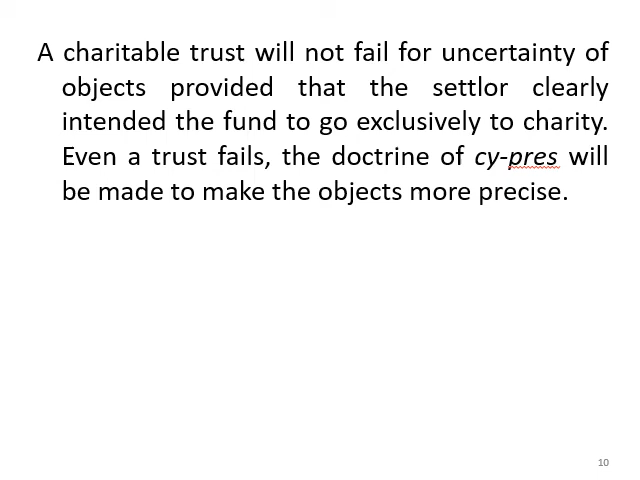 A charitable trust will not fail for uncertainty of
objects provided that the settlor clearly
intended the fund to go exclusively to charity.
Even a trust fails, the doctrine of cy-pres will
be made to make the objects more precise.
10